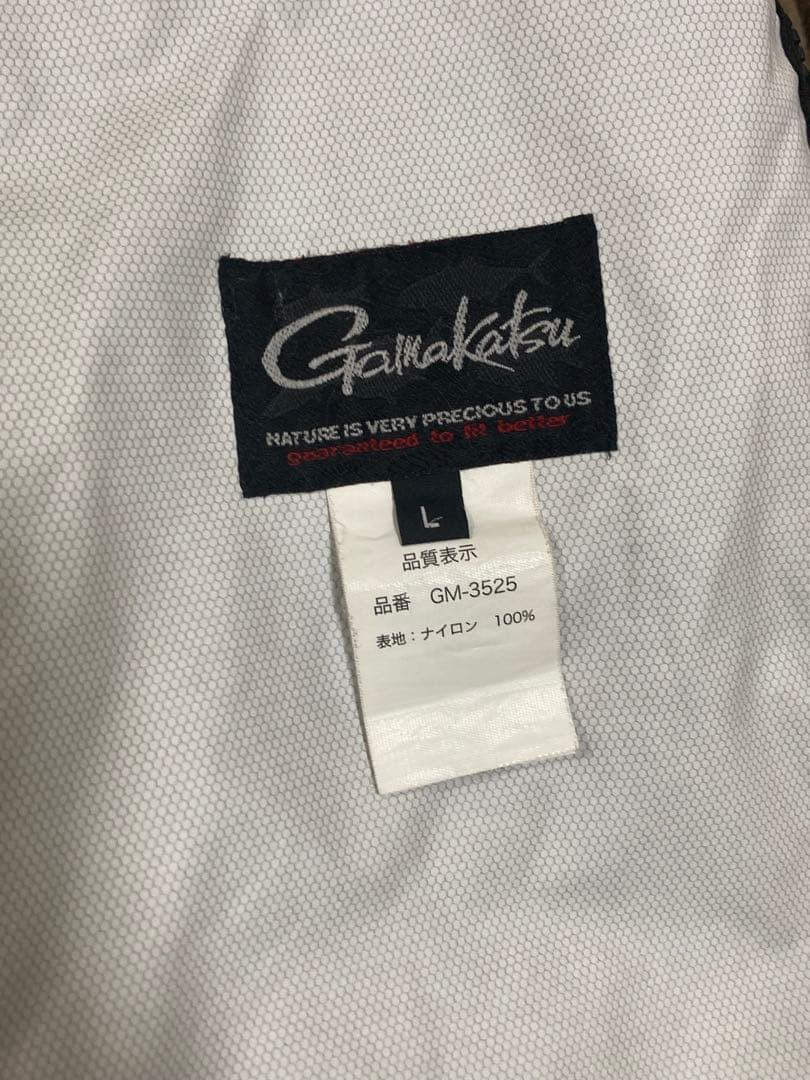 Gamakatsu
NATURE IS VERY PRECIOUS TO US
guaranteed to fit better
L
品質表示
品番 GM-3525
表地：ナイロン 100%